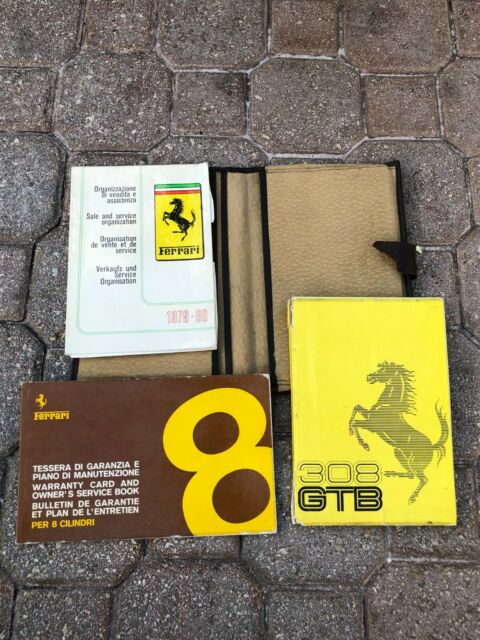 Organizzazione
di vendita e
assistenza
Sale and service
organization
Organisation
de vente et de
service
Verkaufs und
Service
Organisation
Ferrari
1979-80
Ferrari
TESSERA DI GARANZIA E
PIANO DI MANUTENZIONE
WARRANTY CARD AND
OWNER'S SERVICE BOOK
BULLETIN DE GARANTIE
ET PLAN DE L'ENTRETIEN
PER 8 CILINDRI
8
308
GTB